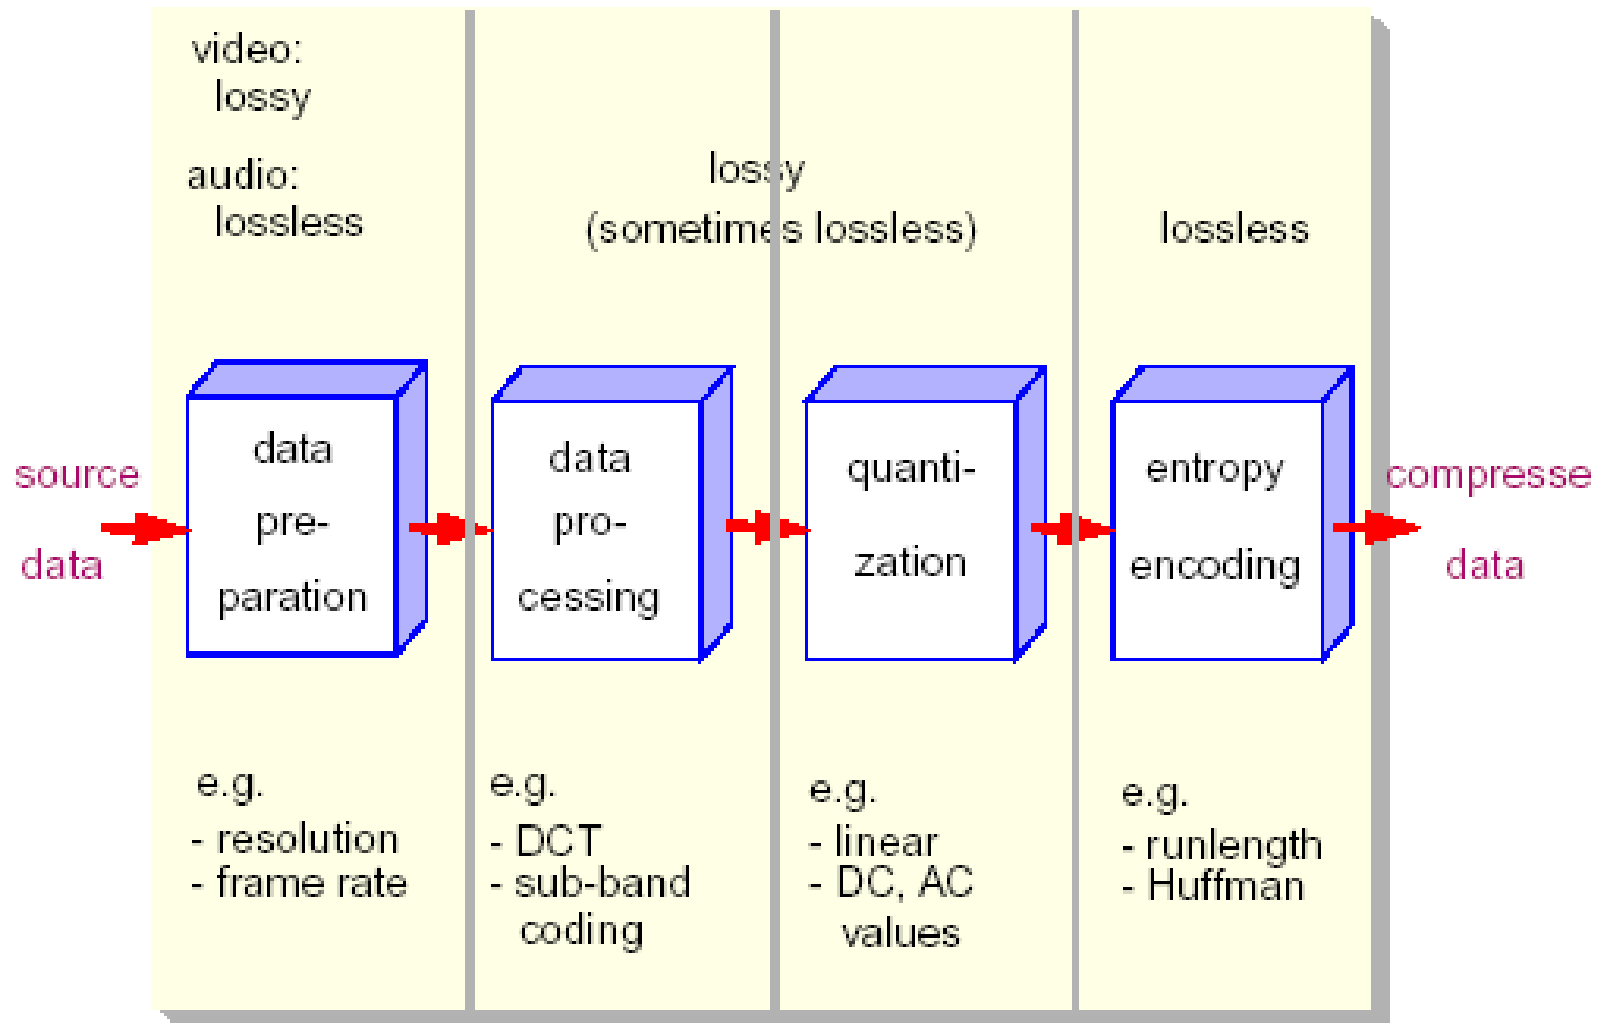 video:
lossy
audio:
lossless
lossy
(sometimes lossless)
lossless
source
data
data
pre-
paration
data
pro-
cessing
quanti-
zation
entropy
encoding
compresse
data
e.g.
- resolution
- frame rate
e.g.
- DCT
- sub-band
coding
e.g.
- linear
- DC, AC
values
e.g.
- runlength
- Huffman